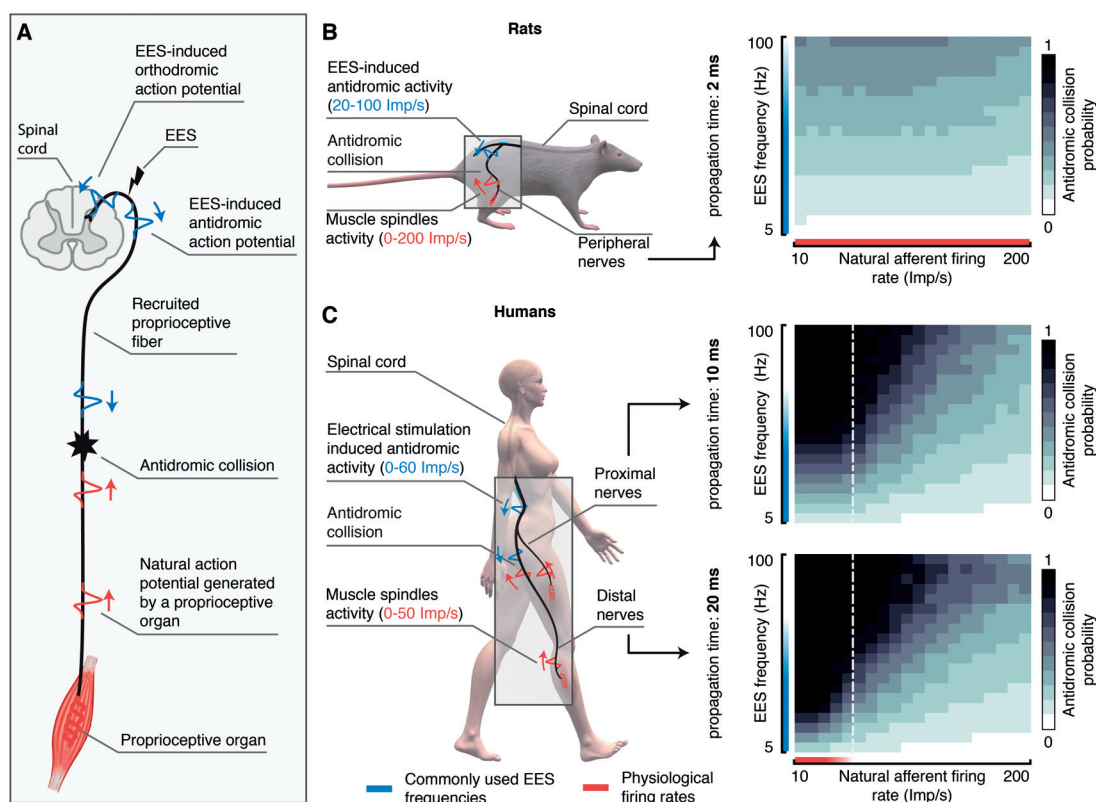 A
EES-induced
orthodromic
action potential
Spinal
cord
EES
EES-induced
antidromic
action potential
Recruited
proprioceptive
fiber
Antidromic collision
Natural action
potential generated
by a proprioceptive
organ
Proprioceptive organ
B
Rats
EES-induced
antidromic activity
(20-100 Imp/s)
Antidromic
collision
Muscle spindles
activity (0-200 Imp/s)
Spinal cord
Peripheral
nerves
propagation time: 2 ms
100
EES frequency (Hz)
5
10
Natural afferent firing
rate (Imp/s)
200
1
0
Antidromic collision
probability
C
Humans
Spinal cord
Electrical stimulation
induced antidromic
activity (0-60 Imp/s)
Antidromic
collision
Muscle spindles
activity (0-50 Imp/s)
Proximal
nerves
Distal
nerves
propagation time: 10 ms
100
EES frequency (Hz)
5
1
0
Antidromic collision
probability
propagation time: 20 ms
100
EES frequency (Hz)
5
10
Natural afferent firing
rate (Imp/s)
200
1
0
Antidromic collision
probability
Commonly used EES
frequencies
Physiological
firing rates